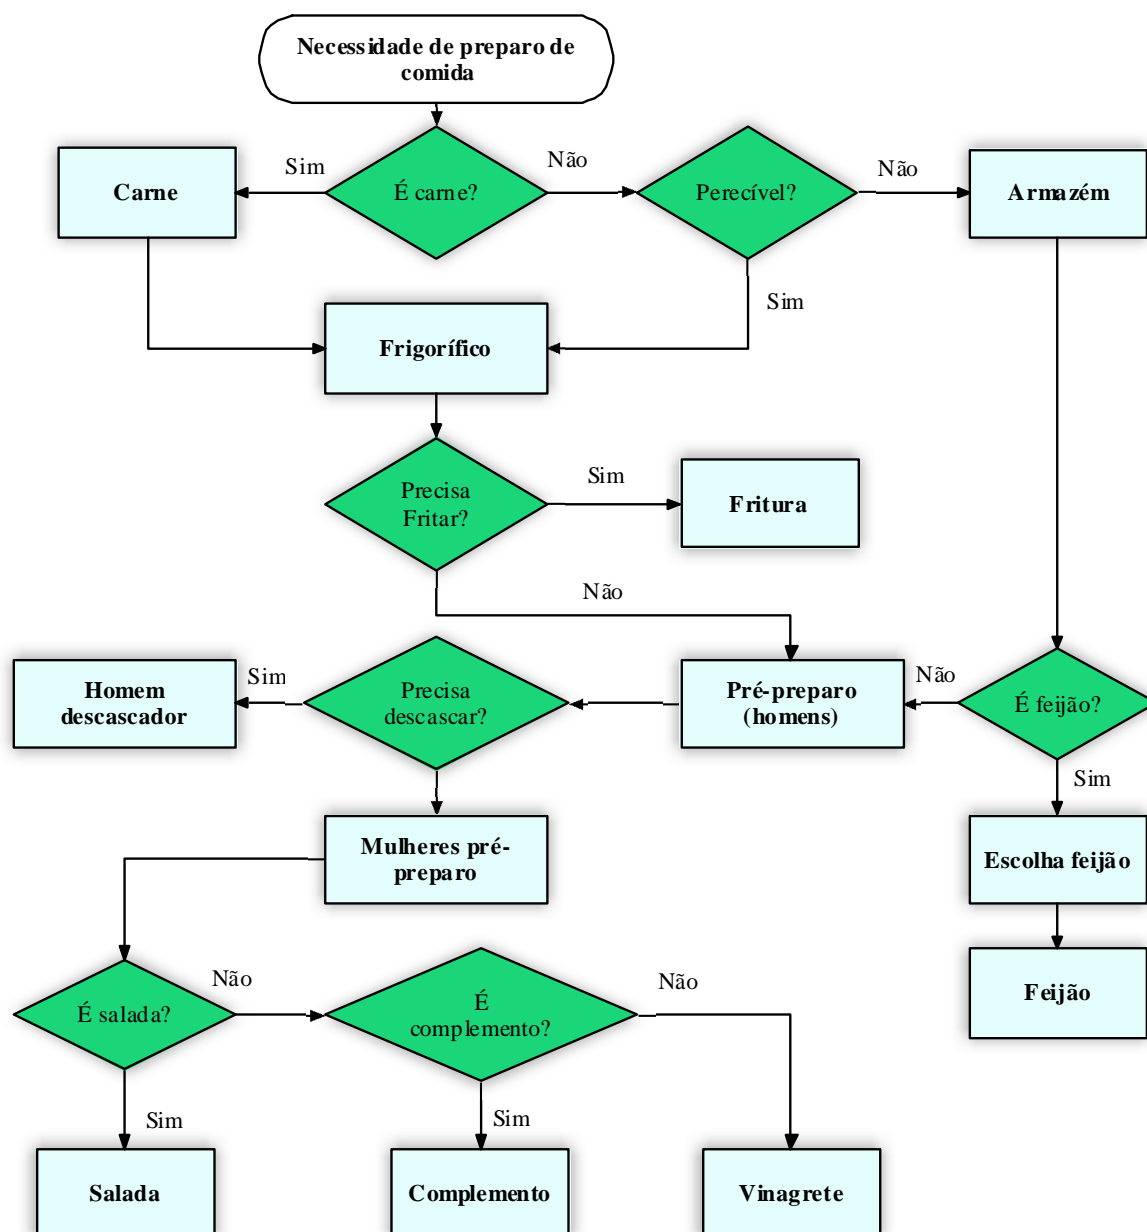 Necessidade de preparo de
comida
Sim
Não
Não
Carne
É carne?
Perecível?
Armazém
Sim
Frigorífico
Precisa
Fritar?
Sim
Fritura
Não
Homem
descascador
Sim
Precisa
descascar?
Pré-preparo
(homens)
Não
É feijão?
Sim
Mulheres pré-
preparo
Escolha feijão
É salada?
Não
É
complemento?
Não
Feijão
Sim
Sim
Salada
Complemento
Vinagrete